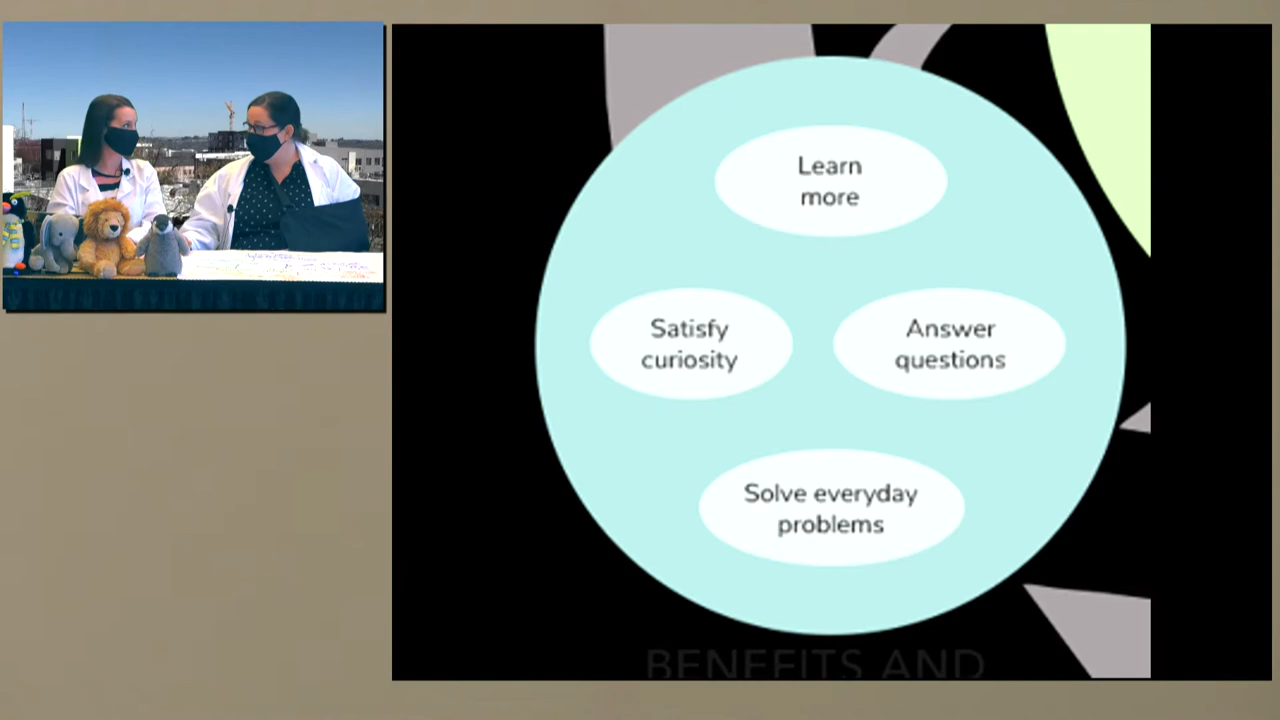 Learn
more
Satisfy
curiosity
Answer
questions
Solve everyday
problems
BENEFITS AND